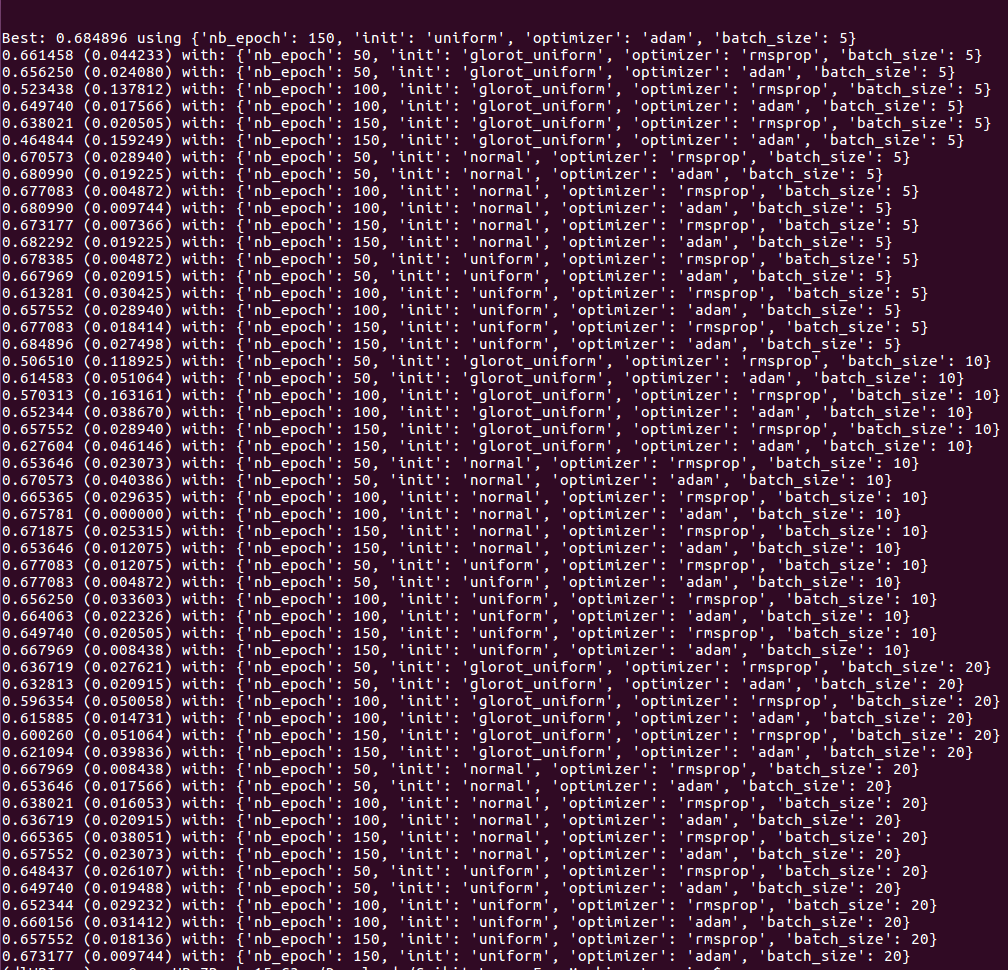 Best: 0.684896 using {'nb_epoch': 150, 'init': 'uniform', 'optimizer': 'adam', 'batch_size': 5}
0.661458 (0.044233) with: {'nb_epoch': 50, 'init': 'glorot_uniform', 'optimizer': 'rmsprop', 'batch_size': 5}
0.656250 (0.024080) with: {'nb_epoch': 50, 'init': 'glorot_uniform', 'optimizer': 'adam', 'batch_size': 5}
0.523438 (0.137812) with: {'nb_epoch': 100, 'init': 'glorot_uniform', 'optimizer': 'rmsprop', 'batch_size': 5}
0.649740 (0.017566) with: {'nb_epoch': 100, 'init': 'glorot_uniform', 'optimizer': 'adam', 'batch_size': 5}
0.638021 (0.020505) with: {'nb_epoch': 150, 'init': 'glorot_uniform', 'optimizer': 'rmsprop', 'batch_size': 5}
0.464844 (0.159249) with: {'nb_epoch': 150, 'init': 'glorot_uniform', 'optimizer': 'adam', 'batch_size': 5}
0.670573 (0.028940) with: {'nb_epoch': 50, 'init': 'normal', 'optimizer': 'rmsprop', 'batch_size': 5}
0.680990 (0.019225) with: {'nb_epoch': 50, 'init': 'normal', 'optimizer': 'adam', 'batch_size': 5}
0.677083 (0.004872) with: {'nb_epoch': 100, 'init': 'normal', 'optimizer': 'rmsprop', 'batch_size': 5}
0.680990 (0.009744) with: {'nb_epoch': 100, 'init': 'normal', 'optimizer': 'adam', 'batch_size': 5}
0.673177 (0.007366) with: {'nb_epoch': 150, 'init': 'normal', 'optimizer': 'rmsprop', 'batch_size': 5}
0.682292 (0.019225) with: {'nb_epoch': 150, 'init': 'normal', 'optimizer': 'adam', 'batch_size': 5}
0.678385 (0.004872) with: {'nb_epoch': 50, 'init': 'uniform', 'optimizer': 'rmsprop', 'batch_size': 5}
0.667969 (0.020915) with: {'nb_epoch': 50, 'init': 'uniform', 'optimizer': 'adam', 'batch_size': 5}
0.613281 (0.030425) with: {'nb_epoch': 100, 'init': 'uniform', 'optimizer': 'rmsprop', 'batch_size': 5}
0.657552 (0.028940) with: {'nb_epoch': 100, 'init': 'uniform', 'optimizer': 'adam', 'batch_size': 5}
0.677083 (0.018414) with: {'nb_epoch': 150, 'init': 'uniform', 'optimizer': 'rmsprop', 'batch_size': 5}
0.684896 (0.027498) with: {'nb_epoch': 150, 'init': 'uniform', 'optimizer': 'adam', 'batch_size': 5}
0.506510 (0.118925) with: {'nb_epoch': 50, 'init': 'glorot_uniform', 'optimizer': 'rmsprop', 'batch_size': 10}
0.614583 (0.051064) with: {'nb_epoch': 50, 'init': 'glorot_uniform', 'optimizer': 'adam', 'batch_size': 10}
0.570313 (0.163161) with: {'nb_epoch': 100, 'init': 'glorot_uniform', 'optimizer': 'rmsprop', 'batch_size': 10}
0.652344 (0.038670) with: {'nb_epoch': 100, 'init': 'glorot_uniform', 'optimizer': 'adam', 'batch_size': 10}
0.657552 (0.028940) with: {'nb_epoch': 150, 'init': 'glorot_uniform', 'optimizer': 'rmsprop', 'batch_size': 10}
0.627604 (0.046146) with: {'nb_epoch': 150, 'init': 'glorot_uniform', 'optimizer': 'adam', 'batch_size': 10}
0.653646 (0.023073) with: {'nb_epoch': 50, 'init': 'normal', 'optimizer': 'rmsprop', 'batch_size': 10}
0.670573 (0.040386) with: {'nb_epoch': 50, 'init': 'normal', 'optimizer': 'adam', 'batch_size': 10}
0.665365 (0.029635) with: {'nb_epoch': 100, 'init': 'normal', 'optimizer': 'rmsprop', 'batch_size': 10}
0.675781 (0.000000) with: {'nb_epoch': 100, 'init': 'normal', 'optimizer': 'adam', 'batch_size': 10}
0.671875 (0.025315) with: {'nb_epoch': 150, 'init': 'normal', 'optimizer': 'rmsprop', 'batch_size': 10}
0.653646 (0.012075) with: {'nb_epoch': 150, 'init': 'normal', 'optimizer': 'adam', 'batch_size': 10}
0.677083 (0.012075) with: {'nb_epoch': 50, 'init': 'uniform', 'optimizer': 'rmsprop', 'batch_size': 10}
0.677083 (0.004872) with: {'nb_epoch': 50, 'init': 'uniform', 'optimizer': 'adam', 'batch_size': 10}
0.656250 (0.033603) with: {'nb_epoch': 100, 'init': 'uniform', 'optimizer': 'rmsprop', 'batch_size': 10}
0.664063 (0.022326) with: {'nb_epoch': 100, 'init': 'uniform', 'optimizer': 'adam', 'batch_size': 10}
0.649740 (0.020505) with: {'nb_epoch': 150, 'init': 'uniform', 'optimizer': 'rmsprop', 'batch_size': 10}
0.667969 (0.008438) with: {'nb_epoch': 150, 'init': 'uniform', 'optimizer': 'adam', 'batch_size': 10}
0.636719 (0.027621) with: {'nb_epoch': 50, 'init': 'glorot_uniform', 'optimizer': 'rmsprop', 'batch_size': 20}
0.632813 (0.020915) with: {'nb_epoch': 50, 'init': 'glorot_uniform', 'optimizer': 'adam', 'batch_size': 20}
0.596354 (0.050058) with: {'nb_epoch': 100, 'init': 'glorot_uniform', 'optimizer': 'rmsprop', 'batch_size': 20}
0.615885 (0.014731) with: {'nb_epoch': 100, 'init': 'glorot_uniform', 'optimizer': 'adam', 'batch_size': 20}
0.600260 (0.051064) with: {'nb_epoch': 150, 'init': 'glorot_uniform', 'optimizer': 'rmsprop', 'batch_size': 20}
0.621094 (0.039836) with: {'nb_epoch': 150, 'init': 'glorot_uniform', 'optimizer': 'adam', 'batch_size': 20}
0.667969 (0.008438) with: {'nb_epoch': 50, 'init': 'normal', 'optimizer': 'rmsprop', 'batch_size': 20}
0.653646 (0.017566) with: {'nb_epoch': 50, 'init': 'normal', 'optimizer': 'adam', 'batch_size': 20}
0.638021 (0.016053) with: {'nb_epoch': 100, 'init': 'normal', 'optimizer': 'rmsprop', 'batch_size': 20}
0.636719 (0.020915) with: {'nb_epoch': 100, 'init': 'normal', 'optimizer': 'adam', 'batch_size': 20}
0.665365 (0.038051) with: {'nb_epoch': 150, 'init': 'normal', 'optimizer': 'rmsprop', 'batch_size': 20}
0.657552 (0.023073) with: {'nb_epoch': 150, 'init': 'normal', 'optimizer': 'adam', 'batch_size': 20}
0.648437 (0.026107) with: {'nb_epoch': 50, 'init': 'uniform', 'optimizer': 'rmsprop', 'batch_size': 20}
0.649740 (0.019488) with: {'nb_epoch': 50, 'init': 'uniform', 'optimizer': 'adam', 'batch_size': 20}
0.652344 (0.029232) with: {'nb_epoch': 100, 'init': 'uniform', 'optimizer': 'rmsprop', 'batch_size': 20}
0.660156 (0.031412) with: {'nb_epoch': 100, 'init': 'uniform', 'optimizer': 'adam', 'batch_size': 20}
0.657552 (0.018136) with: {'nb_epoch': 150, 'init': 'uniform', 'optimizer': 'rmsprop', 'batch_size': 20}
0.673177 (0.009744) with: {'nb_epoch': 150, 'init': 'uniform', 'optimizer': 'adam', 'batch_size': 20}